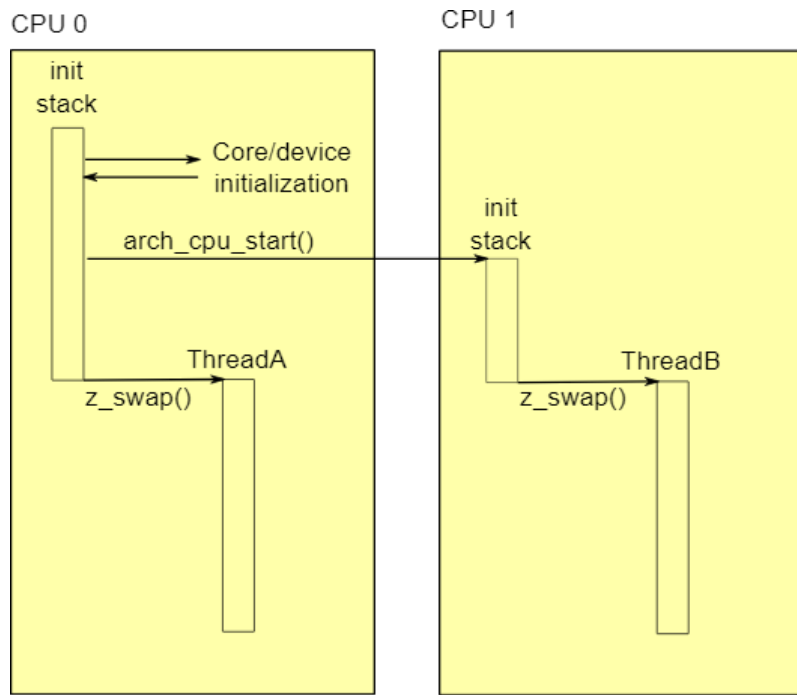 CPU 0
CPU 1
init
stack
Core/device
initialization
arch_cpu_start()
init
stack
ThreadA
z_swap()
ThreadB
z_swap()